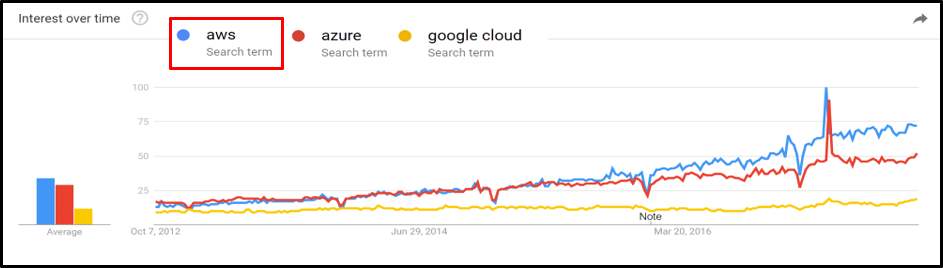 Interest over time ?
aws azure google cloud
Search term Search term Search term
100
75
50
25
Note
Average Oct 7, 2012 Jun 29, 2014 Mar 20, 2016